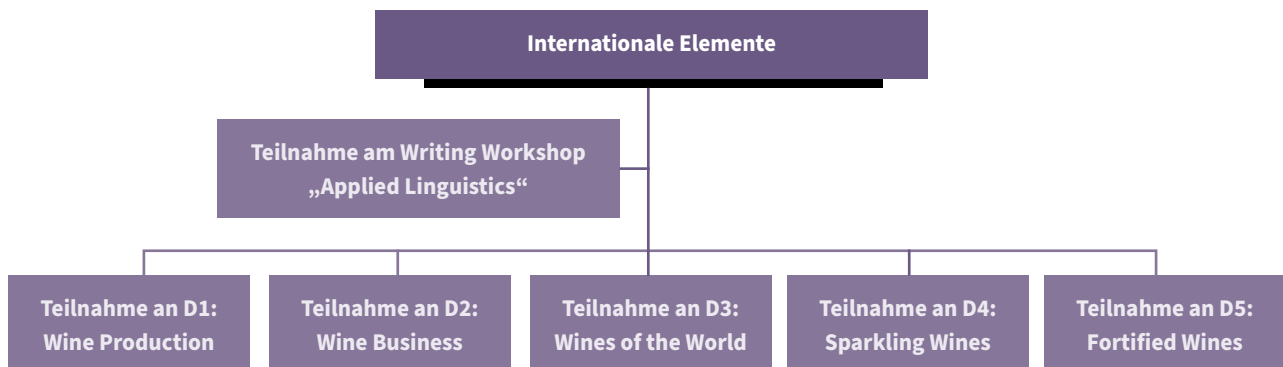 Internationale Elemente
Teilnahme am Writing Workshop
„Applied Linguistics“
Teilnahme an D1:
Wine Production
Teilnahme an D2:
Wine Business
Teilnahme an D3:
Wines of the World
Teilnahme an D4:
Sparkling Wines
Teilnahme an D5:
Fortified Wines